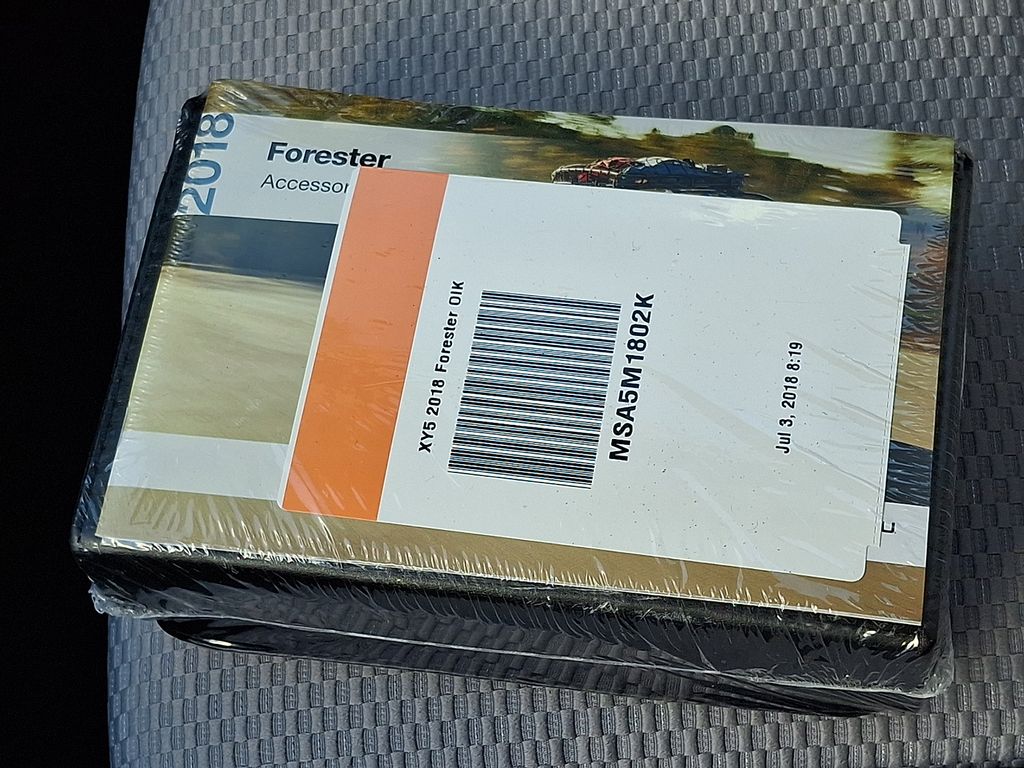 2018
Forester
Accessor
XY5 2018 Forester OIK
MSA5M1802K
Jul 3, 2018 8:19